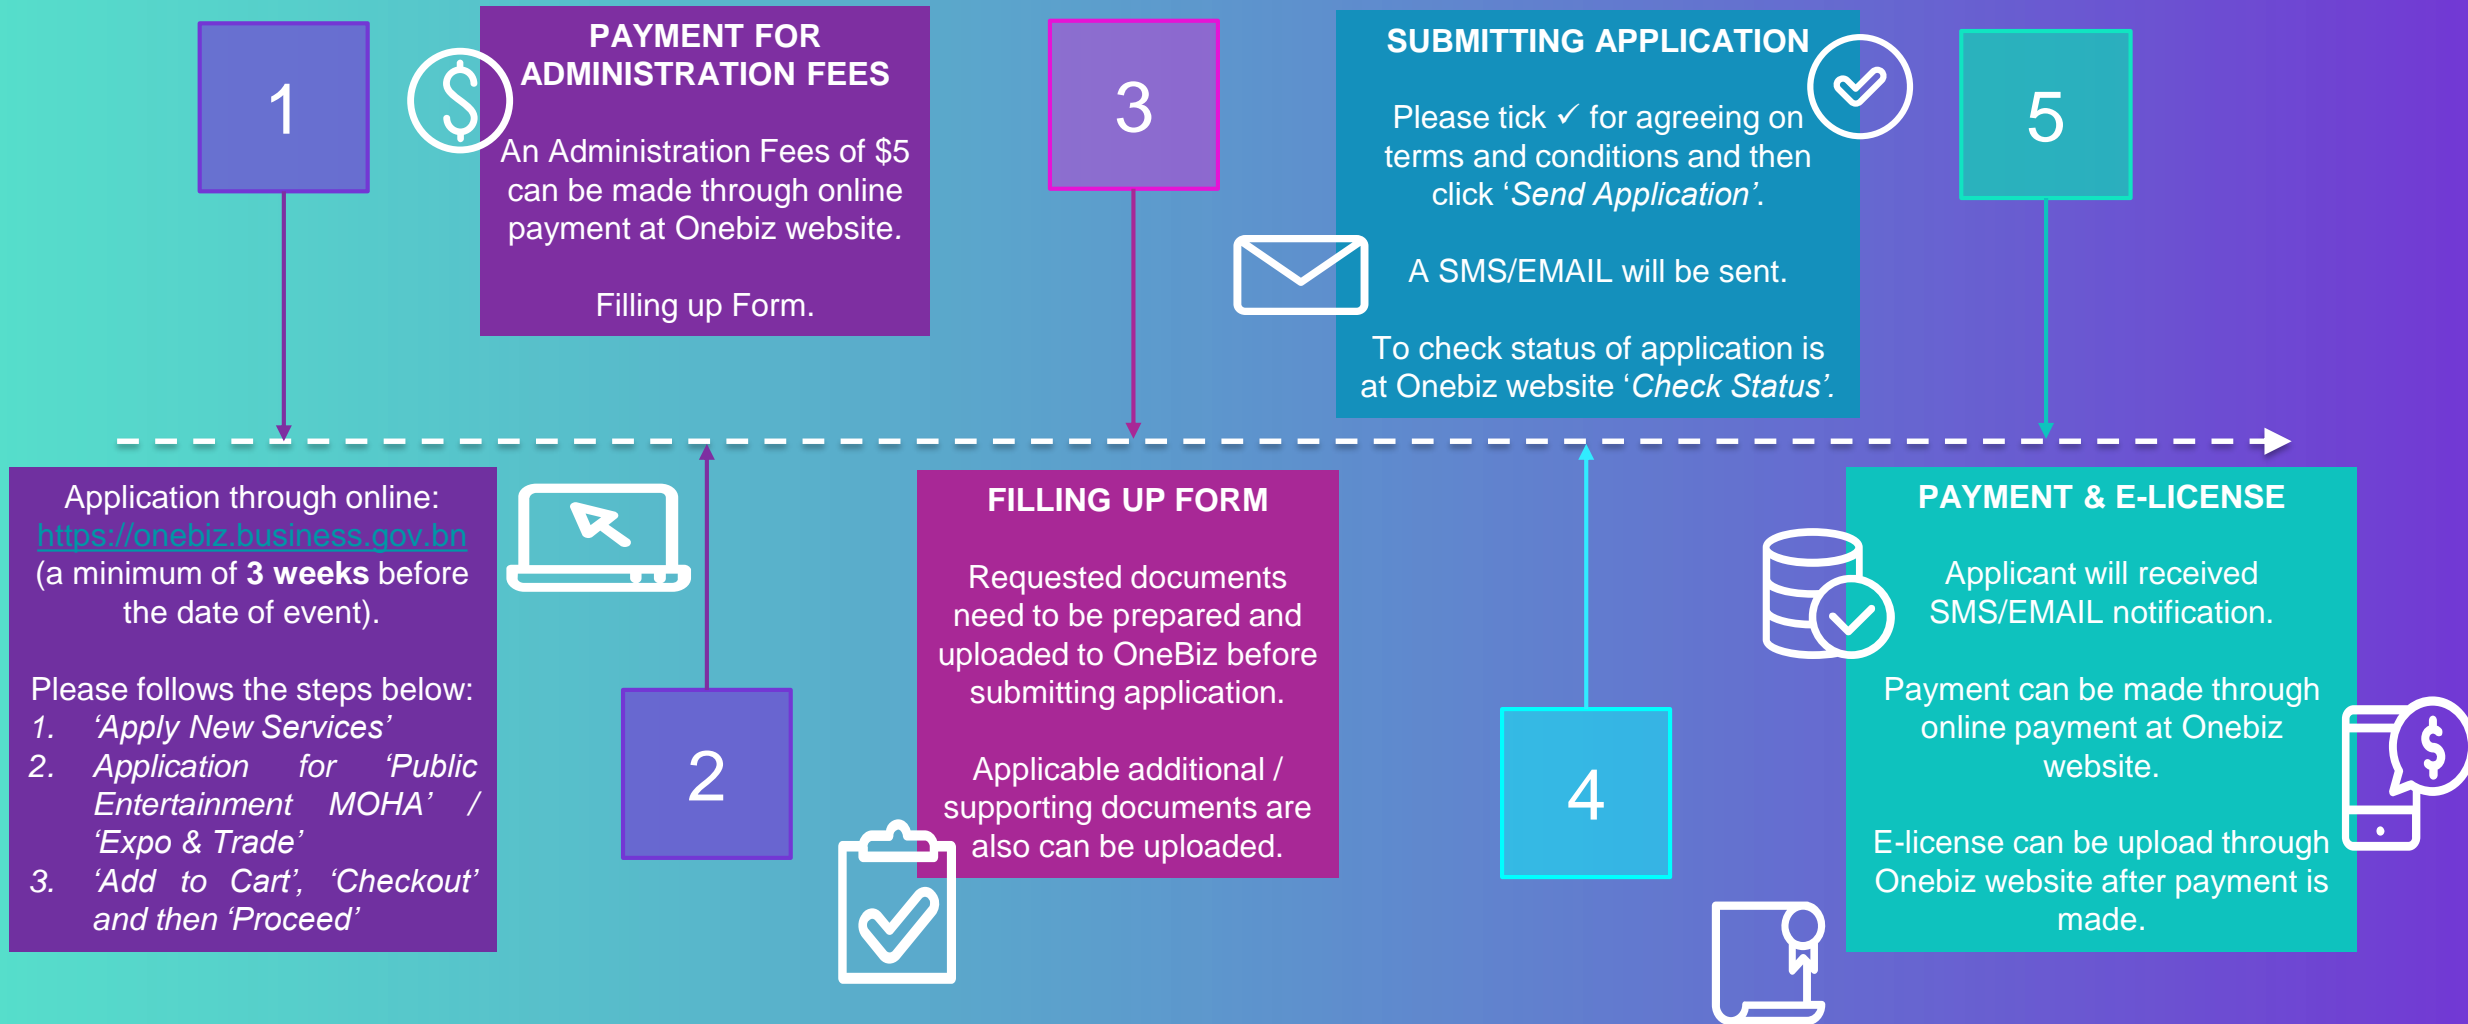 1
Application through online:
https://onebiz.business.gov.bn
(a minimum of 3 weeks before
the date of event).
Please follows the steps below:
1. ‘Apply New Services’
2. Application for ‘Public
Entertainment MOHA’ /
‘Expo & Trade’
3. ‘Add to Cart’, ‘Checkout’
and then ‘Proceed’
2
PAYMENT FOR
ADMINISTRATION FEES
An Administration Fees of $5
can be made through online
payment at Onebiz website.
Filling up Form.
3
FILLING UP FORM
Requested documents
need to be prepared and
uploaded to OneBiz before
submitting application.
Applicable additional /
supporting documents are
also can be uploaded.
4
SUBMITTING APPLICATION
Please tick ✓ for agreeing on
terms and conditions and then
click ‘Send Application’.
A SMS/EMAIL will be sent.
To check status of application is
at Onebiz website ‘Check Status’.
5
PAYMENT & E-LICENSE
Applicant will received
SMS/EMAIL notification.
Payment can be made through
online payment at Onebiz
website.
E-license can be upload through
Onebiz website after payment is
made.